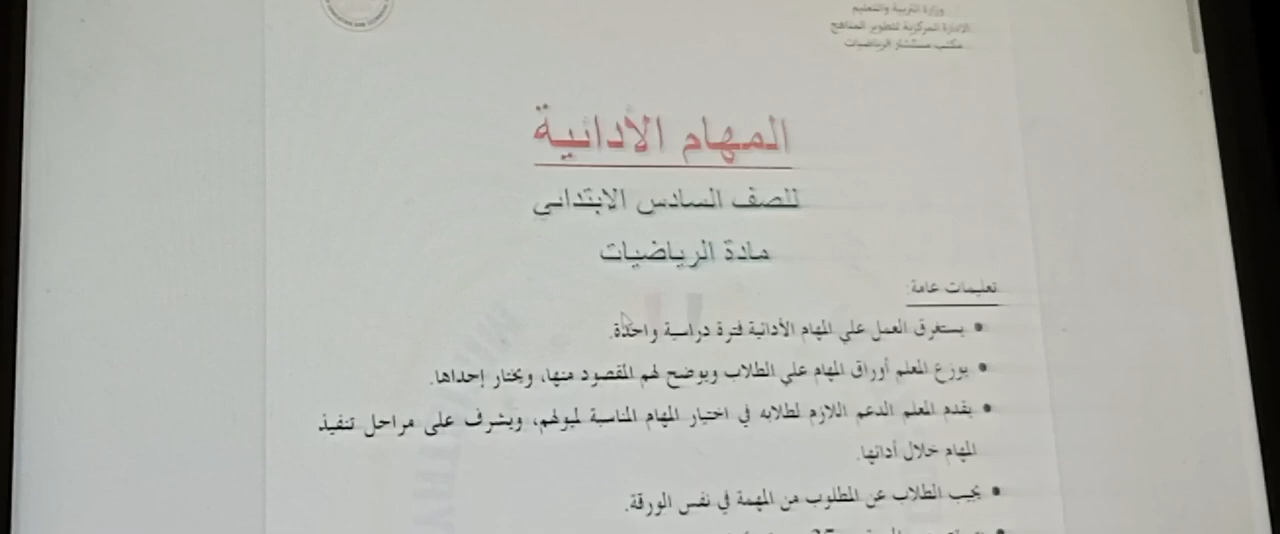 وزارة التربية والتعليم
الإدارة المركزية لتطوير المناهج
مكتب مستشار الرياضيات
المهام الأدائية
للصف السادس الابتدائي
مادة الرياضيات
تعليمات عامة:
يستغرق العمل علي المهام الأدائية فترة دراسية واحدة.
يوزع المعلم أوراق المهام علي الطلاب ويوضح لهم المقصود منها، ويختار إحداها.
يقدم المعلم الدعم اللازم لطلابه في اختيار المهام المناسبة لميولهم، ويشرف على مراحل تنفيذ
المهام خلال أدائها.
يجيب الطلاب عن المطلوب من المهمة في نفس الورقة.